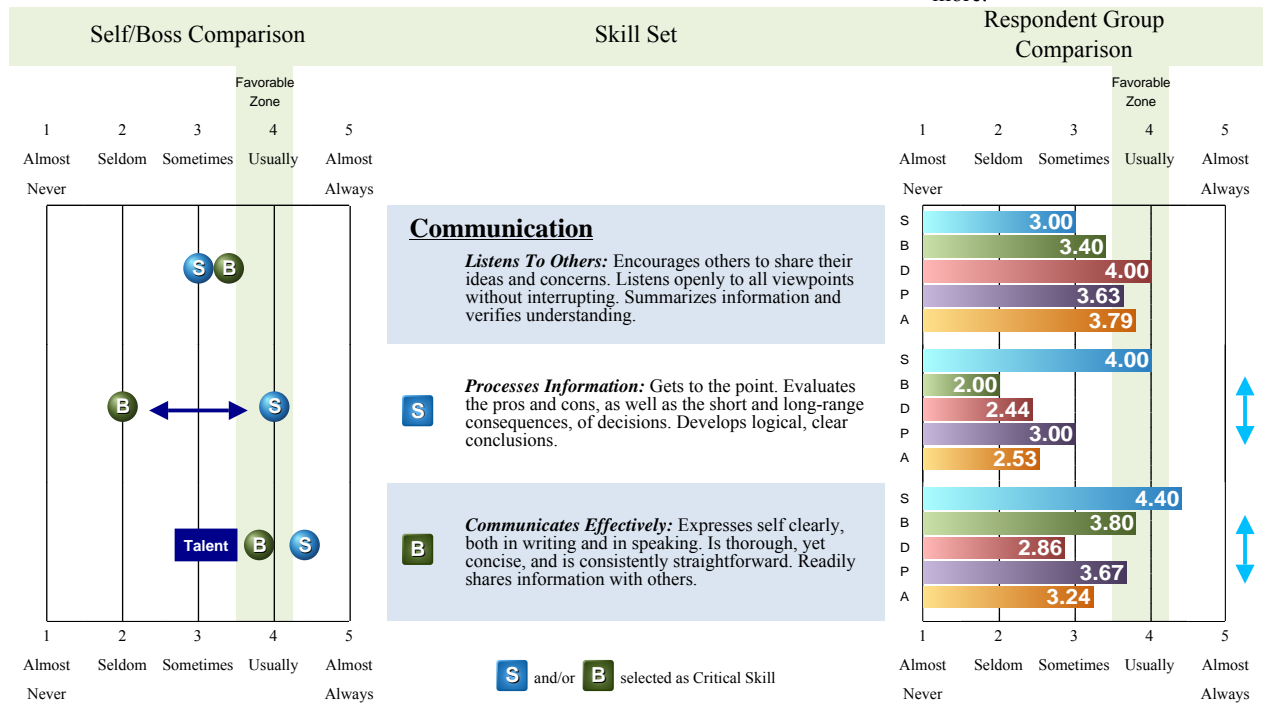 more.
Self/Boss Comparison
Skill Set
Respondent Group
Comparison
Favorable
Zone
1 2 3 4 5
Almost Seldom Sometimes Usually Almost
Never Always
Favorable
Zone
1 2 3 4 5
Almost Seldom Sometimes Usually Almost
Never Always
S B
Communication
Listens To Others: Encourages others to share their
ideas and concerns. Listens openly to all viewpoints
without interrupting. Summarizes information and
verifies understanding.
S 3.00
B 3.40
D 4.00
P 3.63
A 3.79
B S
S
Processes Information: Gets to the point. Evaluates
the pros and cons, as well as the short and long-range
consequences, of decisions. Develops logical, clear
conclusions.
S 4.00
B 2.00
D 2.44
P 3.00
A 2.53
Talent B S
B
Communicates Effectively: Expresses self clearly,
both in writing and in speaking. Is thorough, yet
concise, and is consistently straightforward. Readily
shares information with others.
S 4.40
B 3.80
D 2.86
P 3.67
A 3.24
1 2 3 4 5
Almost Seldom Sometimes Usually Almost
Never Always
S and/or B selected as Critical Skill
1 2 3 4 5
Almost Seldom Sometimes Usually Almost
Never Always